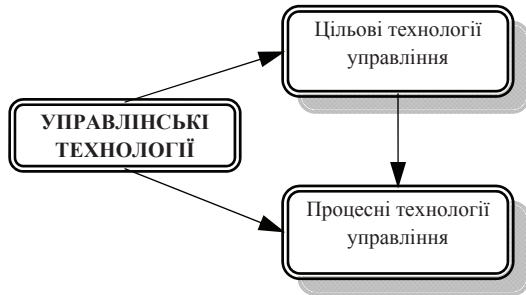 Цільові технології
управління
УПРАВЛІНСЬКІ
ТЕХНОЛОГІЇ
Процесні технології
управління